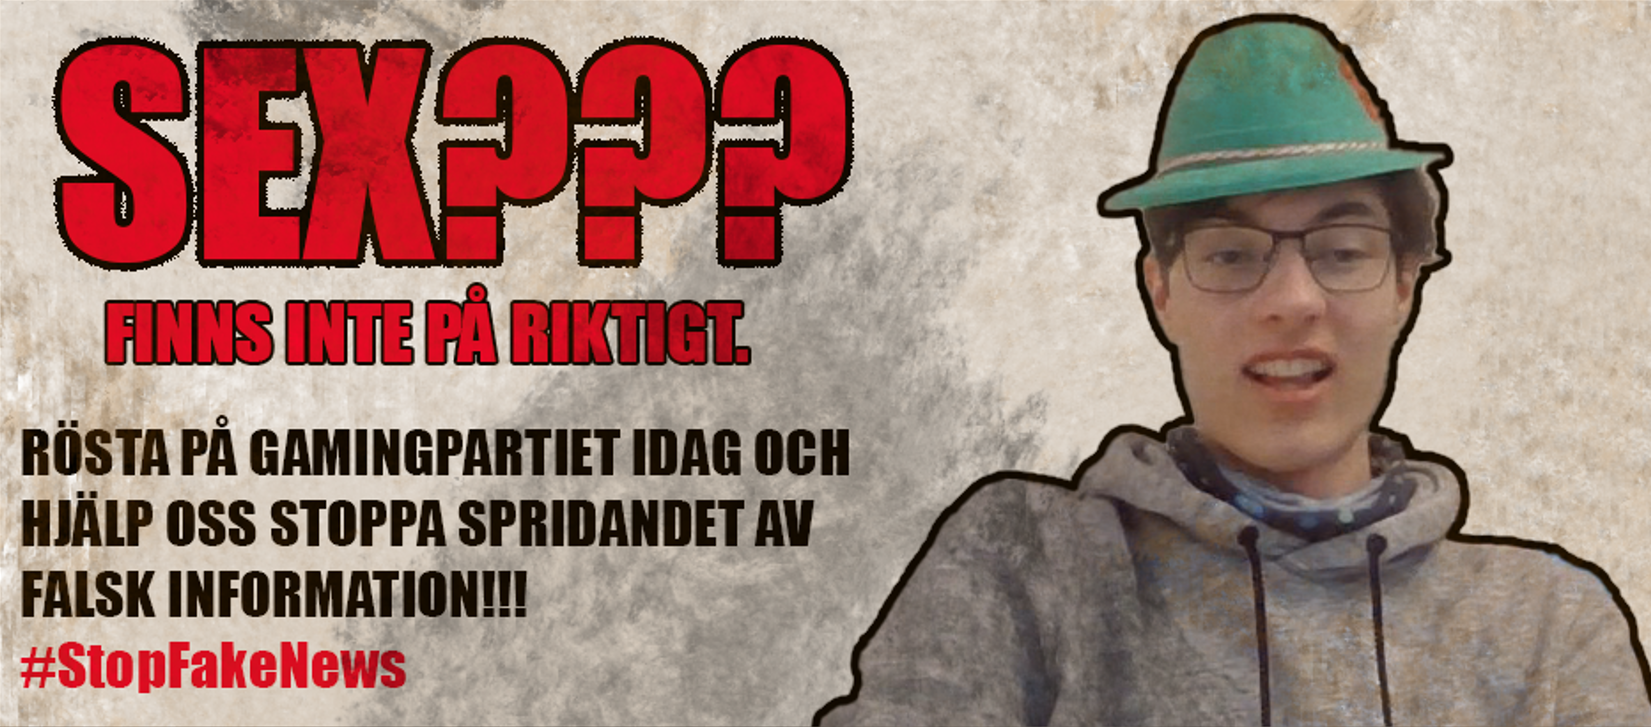 SEX???
FINNS INTE PÅ RIKTIGT.
RÖSTA PÅ GAMINGPARTIET IDAG OCH
HJÄLP OSS STOPPA SPRIDANDET AV
FALSK INFORMATION!!!
#StopFakeNews